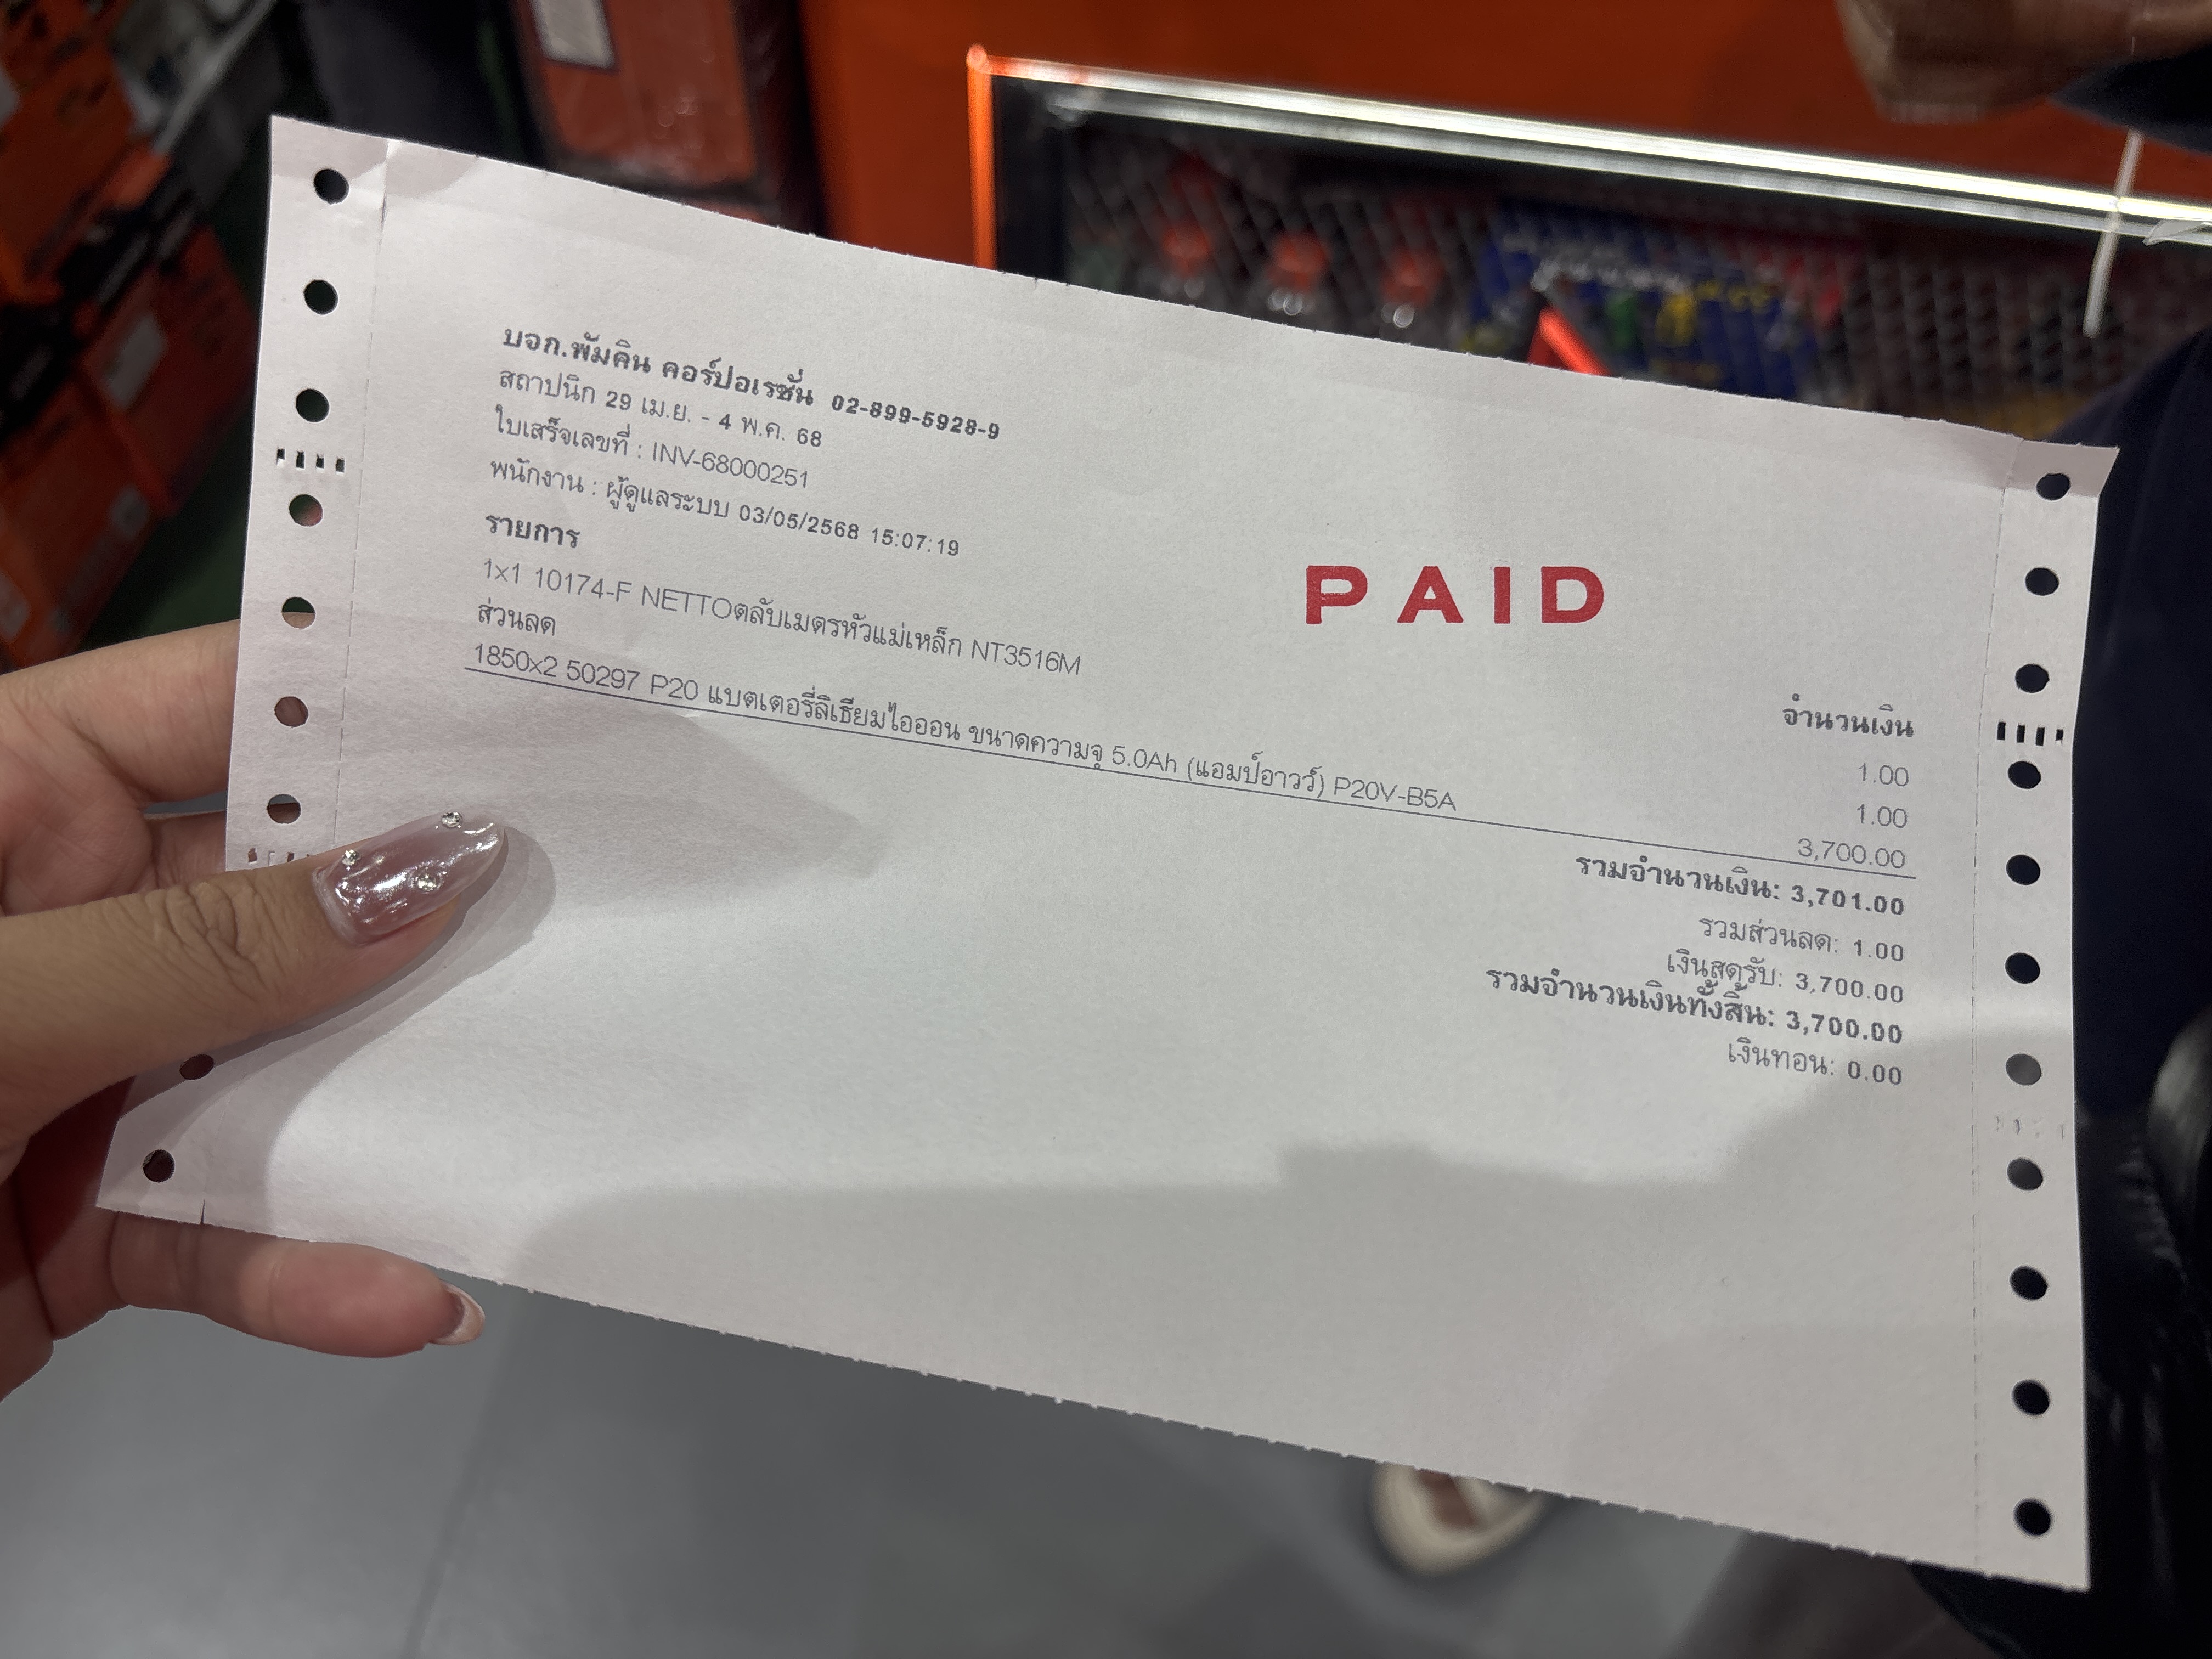 บจก.พัมคิน คอร์ปอเรชั่น 02-899-5928-9
สถาปนิก 29 เม.ย. - 4 พ.ค. 68
ใบเสร็จเลขที่ : INV-68000251
พนักงาน : ผู้ดูแลระบบ 03/05/2568 15:07:19
PAID
รายการ จำนวนเงิน
1x1 10174-F NETTOตลับเมตรหัวแม่เหล็ก NT3516M 1.00
ส่วนลด 1.00
1850x2 50297 P20 แบตเตอรี่ลิเธียมไอออน ขนาดความจุ 5.0Ah (แอมป์อาวว์) P20V-B5A 3,700.00
รวมจำนวนเงิน: 3,701.00
รวมส่วนลด: 1.00
เงินสดรับ: 3,700.00
รวมจำนวนเงินทั้งสิ้น: 3,700.00
เงินทอน: 0.00